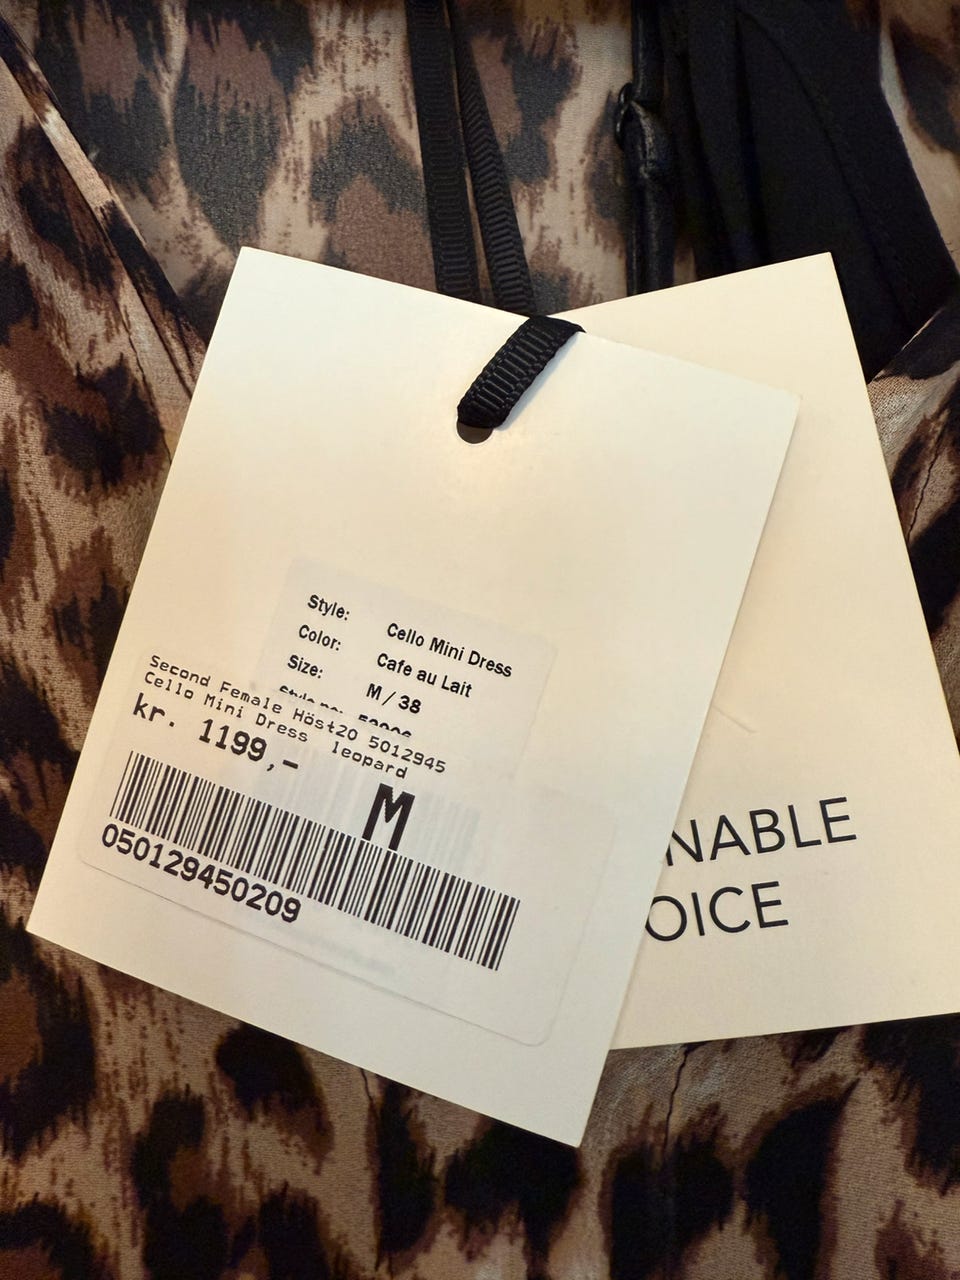 Style: Cello Mini Dress
Color: Cafe au Lait
Size: M / 38
Second Female Höst20 5012945
Cello Mini Dress leopard
kr. 1199,-
M
050129450209
NABLE
OICE